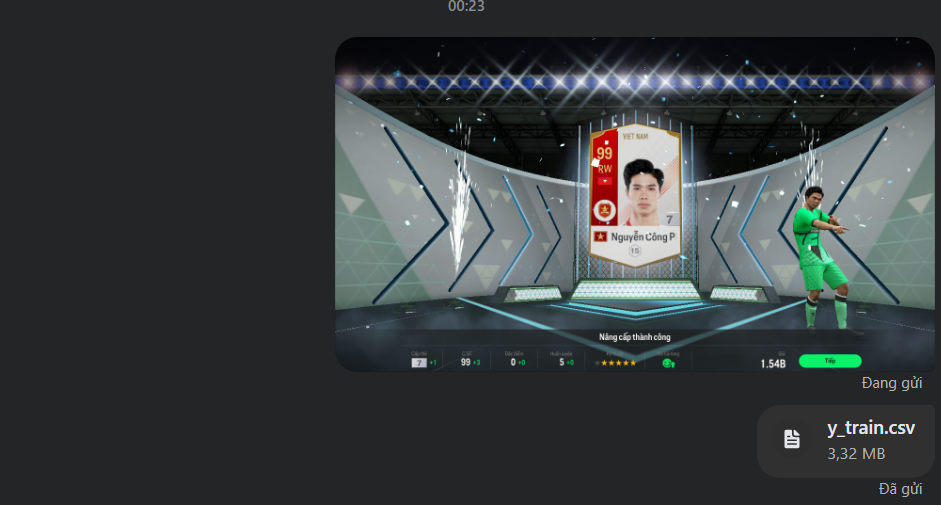 00:23
VIỆT NAM
99
RW
7
Nguyễn Công P
15
Nâng cấp thành công
7 +1
99 +3
0 +0
5 +0
1.54B
Tiếp
Đang gửi
y_train.csv
3,32 MB
Đã gửi